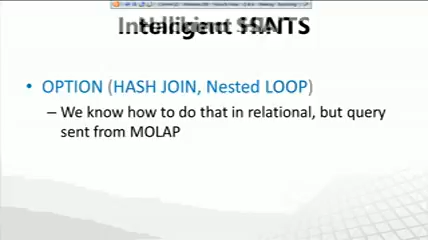 Intelligent HINTS
• OPTION (HASH JOIN, Nested LOOP)
– We know how to do that in relational, but query
sent from MOLAP